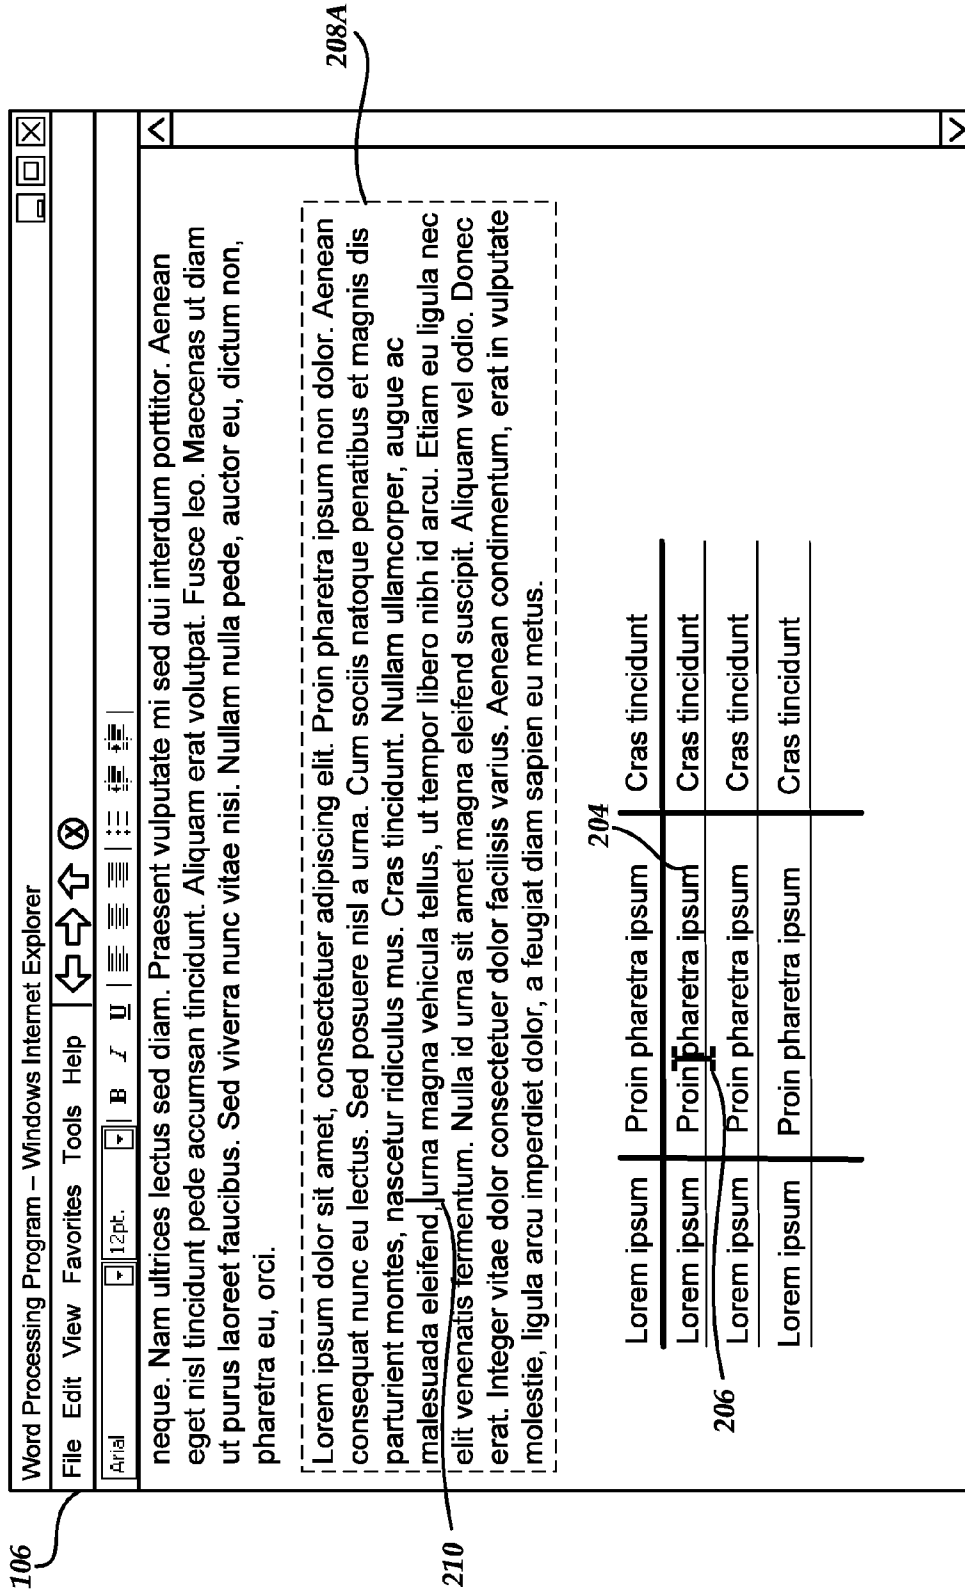 106
Word Processing Program – Windows Internet Explorer
File Edit View Favorites Tools Help
Arial 12pt. B I U
neque. Nam ultrices lectus sed diam. Praesent vulputate mi sed dui interdum porttitor. Aenean
eget nisl tincidunt pede accumsan tincidunt. Aliquam erat volutpat. Fusce leo. Maecenas ut diam
ut purus laoreet faucibus. Sed viverra nunc vitae nisi. Nullam nulla pede, auctor eu, dictum non,
pharetra eu, orci.
208A
Lorem ipsum dolor sit amet, consectetuer adipiscing elit. Proin pharetra ipsum non dolor. Aenean
consequat nunc eu lectus. Sed posuere nisl a urna. Cum sociis natoque penatibus et magnis dis
parturient montes, nascetur ridiculus mus. Cras tincidunt. Nullam ullamcorper, augue ac
malesuada eleifend, urna magna vehicula tellus, ut tempor libero nibh id arcu. Etiam eu ligula nec
elit venenatis fermentum. Nulla id urna sit amet magna eleifend suscipit. Aliquam vel odio. Donec
erat. Integer vitae dolor consectetuer dolor facilisis varius. Aenean condimentum, erat in vulputate
molestie, ligula arcu imperdiet dolor, a feugiat diam sapien eu metus.
210
204
Lorem ipsum Proin pharetra ipsum Cras tincidunt
Lorem ipsum Proin pharetra ipsum Cras tincidunt
Lorem ipsum Proin pharetra ipsum Cras tincidunt
Lorem ipsum Proin pharetra ipsum Cras tincidunt
206